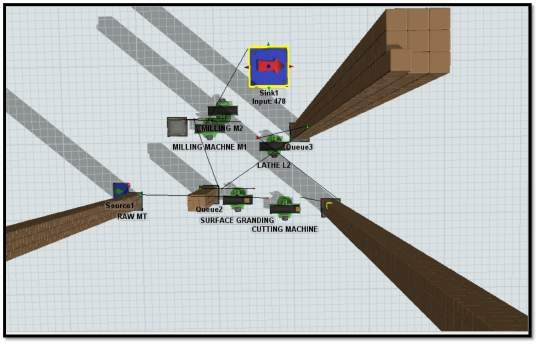 Sink1
Input: 478
MILLING M2
MILLING MACHNE M1
Queue3
LATHE L2
Source1
RAW MT
Queue2
SURFACE GRANDING
CUTTING MACHINE